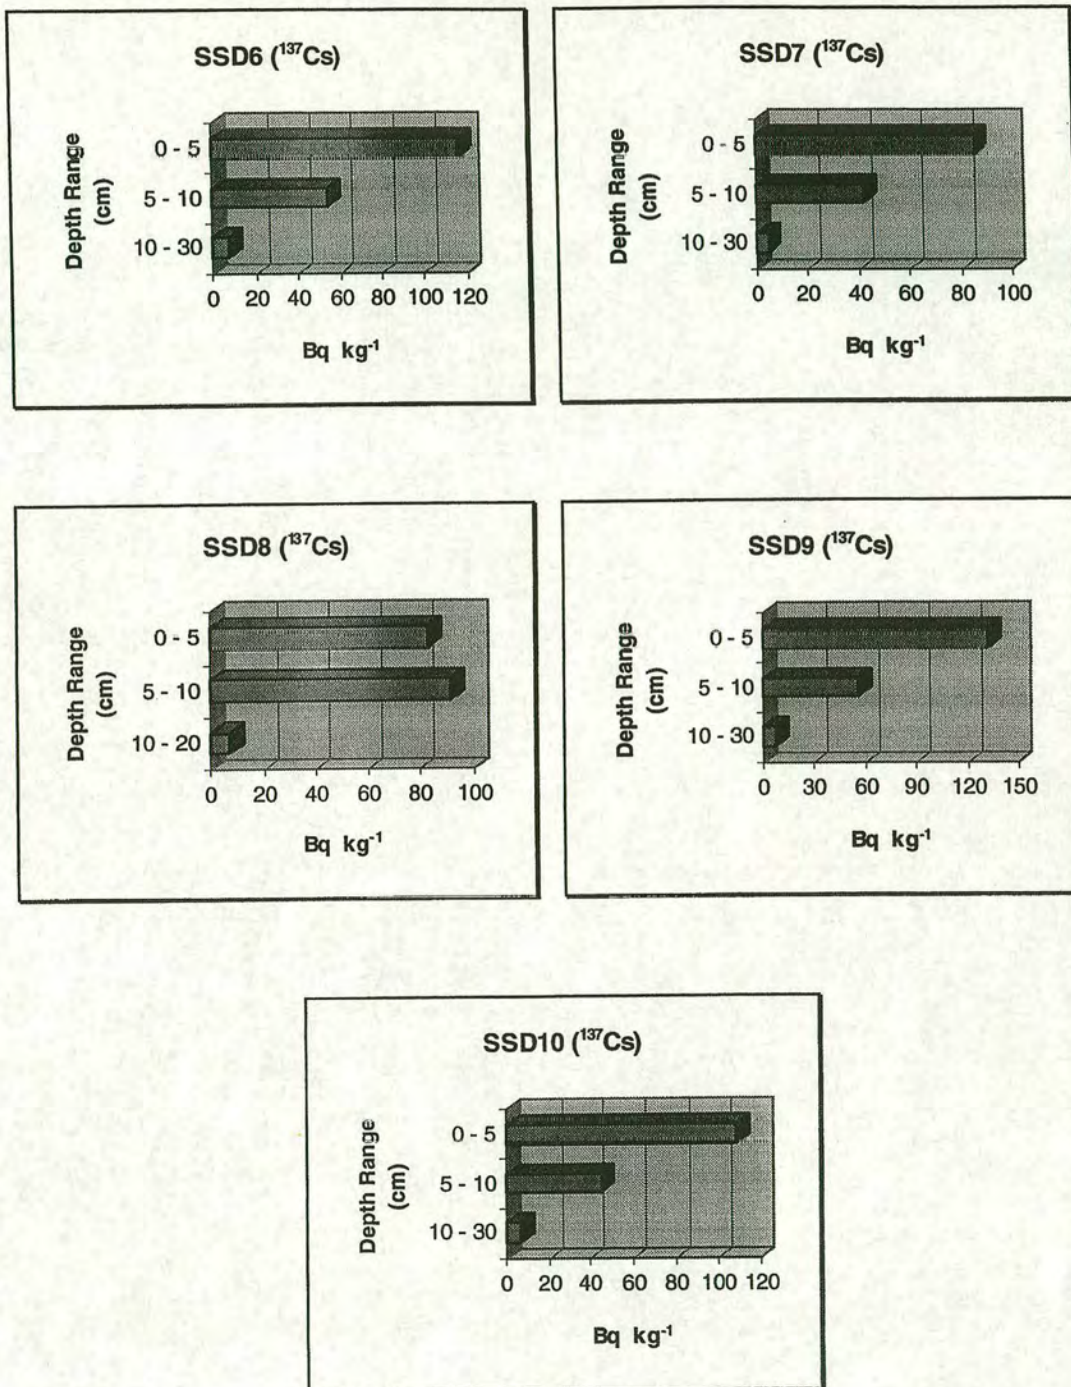 SSD6 (¹³⁷Cs)
Depth Range
(cm)
0 - 5
5 - 10
10 - 30
0 20 40 60 80 100 120
Bq kg⁻¹
SSD7 (¹³⁷Cs)
Depth Range
(cm)
0 - 5
5 - 10
10 - 30
0 20 40 60 80 100
Bq kg⁻¹
SSD8 (¹³⁷Cs)
Depth Range
(cm)
0 - 5
5 - 10
10 - 20
0 20 40 60 80 100
Bq kg⁻¹
SSD9 (¹³⁷Cs)
Depth Range
(cm)
0 - 5
5 - 10
10 - 30
0 30 60 90 120 150
Bq kg⁻¹
SSD10 (¹³⁷Cs)
Depth Range
(cm)
0 - 5
5 - 10
10 - 30
0 20 40 60 80 100 120
Bq kg⁻¹